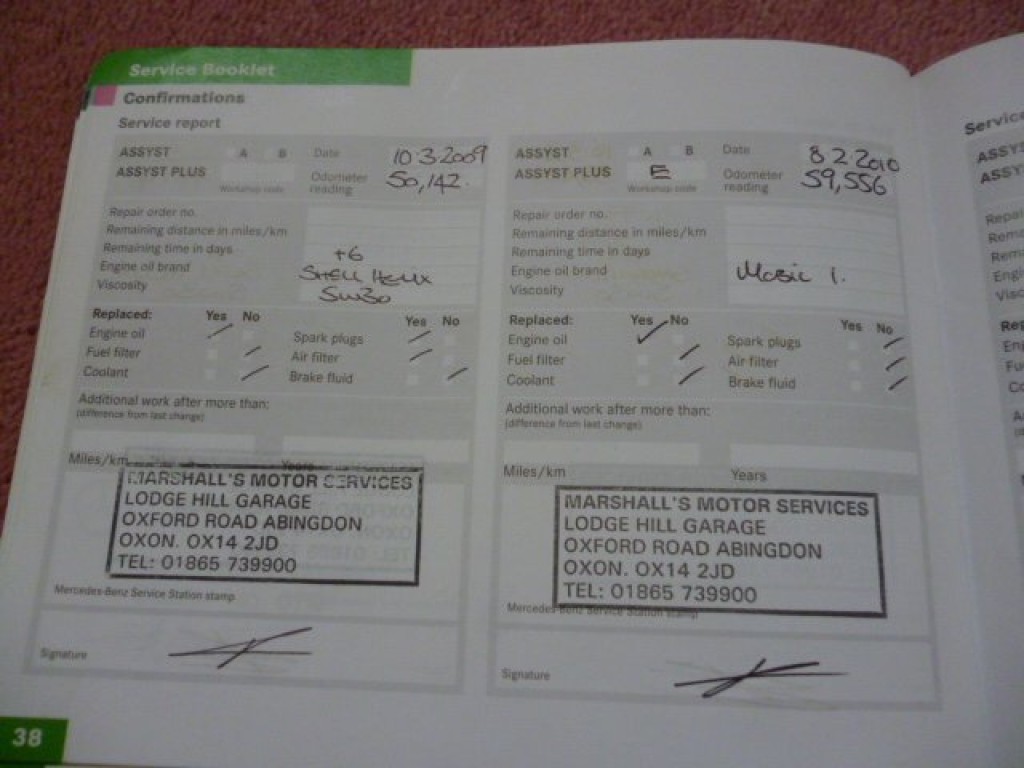 Service Booklet
Confirmations
Service report
ASSYST A B Date 10.3.2009
ASSYST PLUS Workshop code Odometer reading 50,142.
Repair order no.
Remaining distance in miles/km
Remaining time in days +6
Engine oil brand SHELL HELIX
Viscosity 5W30
Replaced: Yes No Yes No
Engine oil Spark plugs
Fuel filter Air filter
Coolant Brake fluid
Additional work after more than:
(difference from last change)
Miles/km Years
MARSHALL'S MOTOR SERVICES
LODGE HILL GARAGE
OXFORD ROAD ABINGDON
OXON. OX14 2JD
TEL: 01865 739900
Mercedes-Benz Service Station stamp
Signature
ASSYST A B Date 8 2 2010
ASSYST PLUS E Workshop code Odometer reading 59,556
Repair order no.
Remaining distance in miles/km
Remaining time in days
Engine oil brand Mobil 1.
Viscosity
Replaced: Yes No Yes No
Engine oil Spark plugs
Fuel filter Air filter
Coolant Brake fluid
Additional work after more than:
(difference from last change)
Miles/km Years
MARSHALL'S MOTOR SERVICES
LODGE HILL GARAGE
OXFORD ROAD ABINGDON
OXON. OX14 2JD
TEL: 01865 739900
Mercedes-Benz Service Station stamp
Signature
38